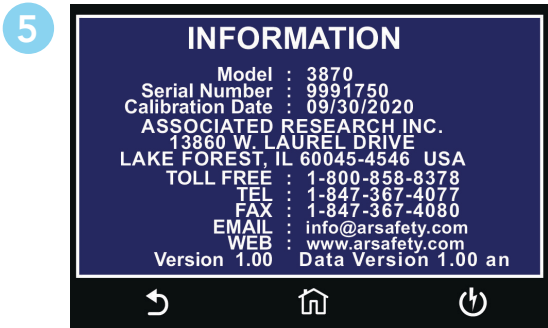 5
INFORMATION
Model : 3870
Serial Number : 9991750
Calibration Date : 09/30/2020
ASSOCIATED RESEARCH INC.
13860 W. LAUREL DRIVE
LAKE FOREST, IL 60045-4546 USA
TOLL FREE : 1-800-858-8378
TEL : 1-847-367-4077
FAX : 1-847-367-4080
EMAIL : info@arsafety.com
WEB : www.arsafety.com
Version 1.00 Data Version 1.00 an